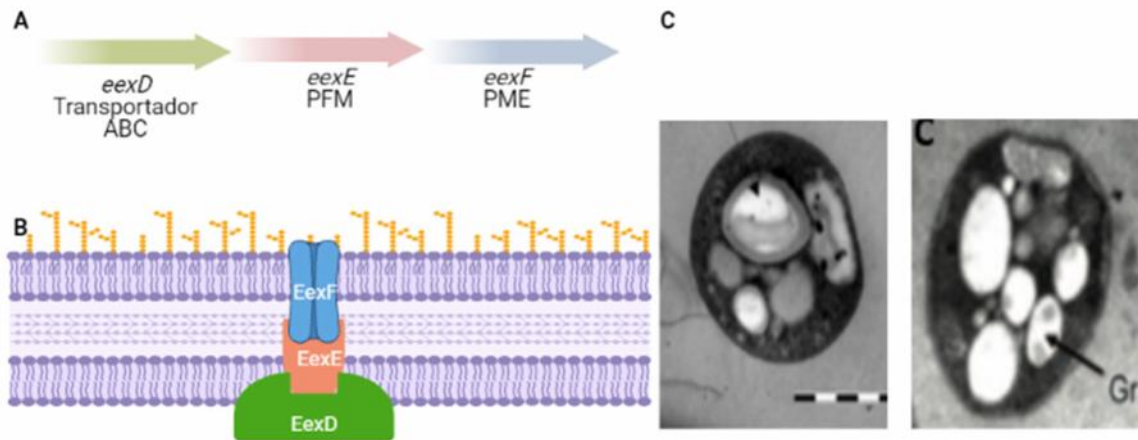 A
eexD
Transportador
ABC
eexE
PFM
eexF
PME
C
B
EexF
EexE
EexD
C
Gr